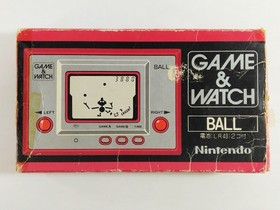 GAME
&
WATCH
BALL
電池(LR43)2コ付
Nintendo
GAME
&
WATCH
BALL
LEFT
RIGHT
GAME A
GAME B
TIME